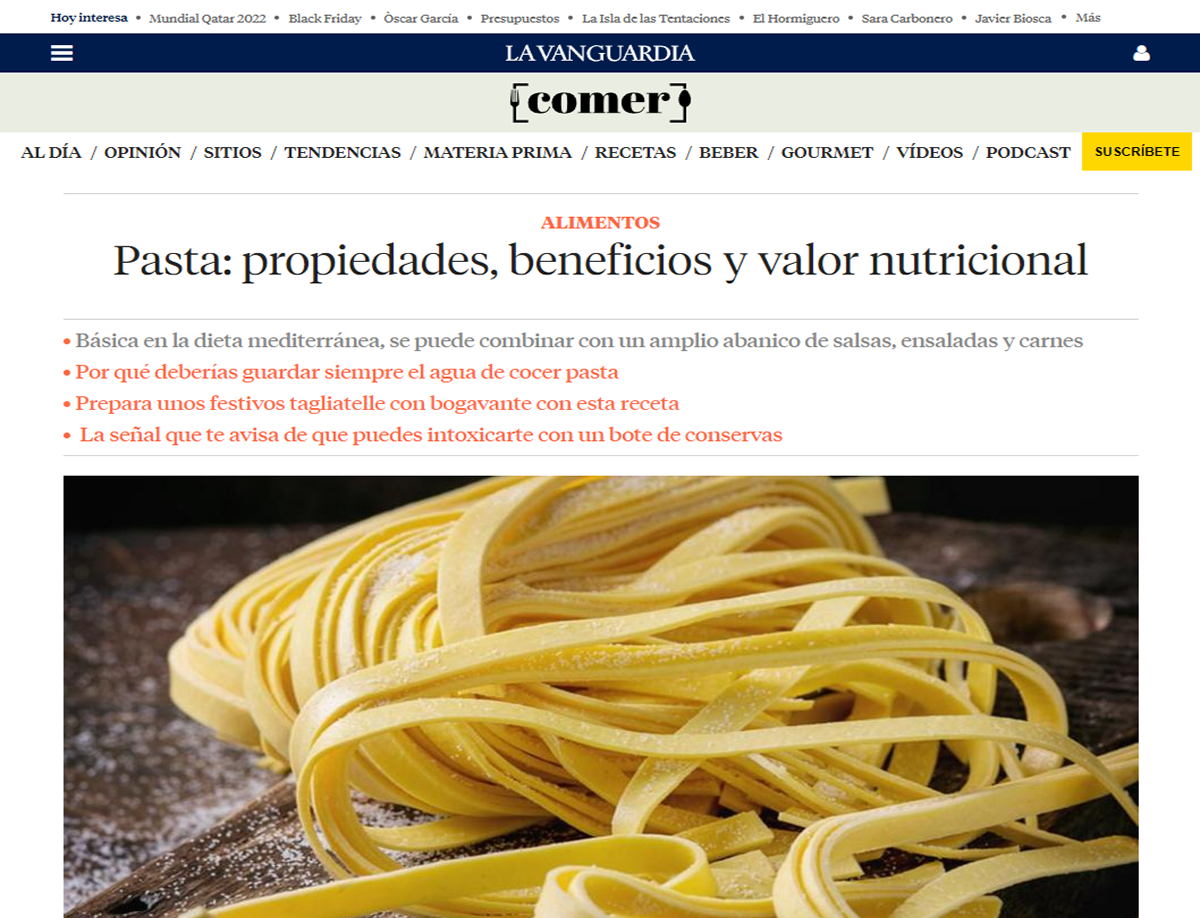 Hoy interesa • Mundial Qatar 2022 • Black Friday • Òscar García • Presupuestos • La Isla de las Tentaciones • El Hormiguero • Sara Carbonero • Javier Biosca • Más
LA VANGUARDIA
comer
AL DÍA / OPINIÓN / SITIOS / TENDENCIAS / MATERIA PRIMA / RECETAS / BEBER / GOURMET / VÍDEOS / PODCAST SUSCRÍBETE
ALIMENTOS
Pasta: propiedades, beneficios y valor nutricional
• Básica en la dieta mediterránea, se puede combinar con un amplio abanico de salsas, ensaladas y carnes
• Por qué deberías guardar siempre el agua de cocer pasta
• Prepara unos festivos tagliatelle con bogavante con esta receta
• La señal que te avisa de que puedes intoxicarte con un bote de conservas